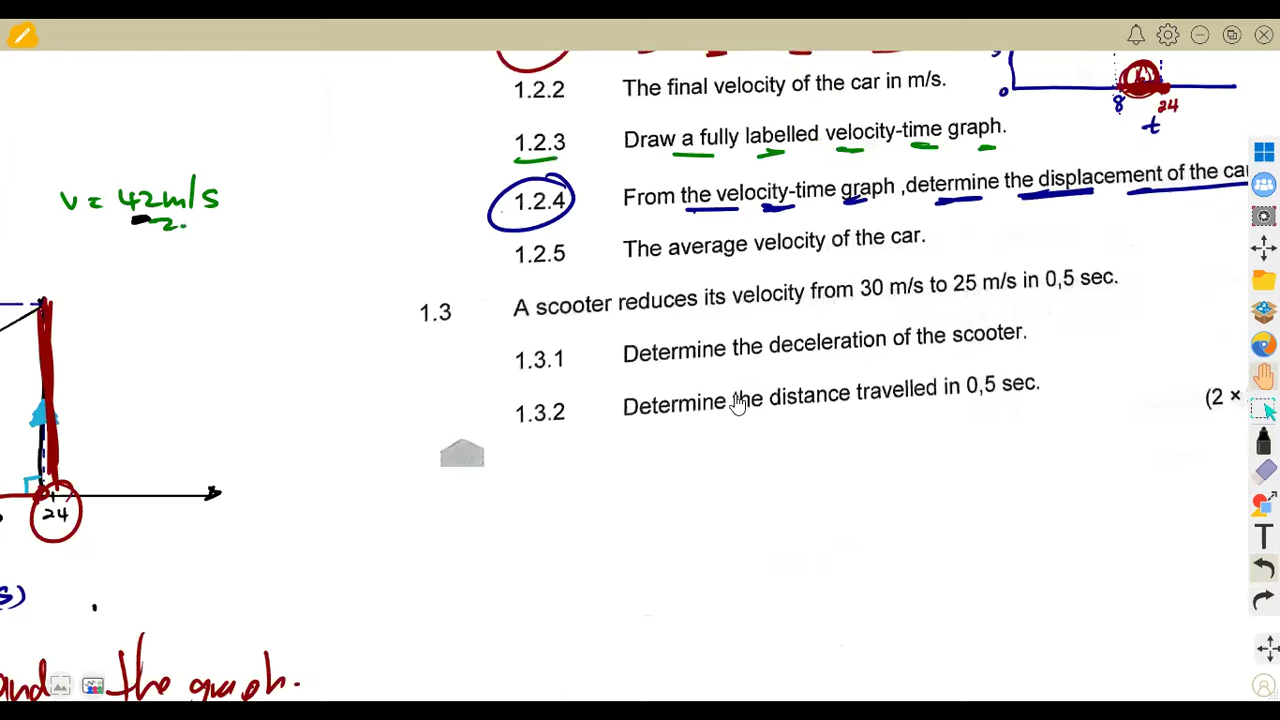 1.2.2 The final velocity of the car in m/s.
1.2.3 Draw a fully labelled velocity-time graph.
1.2.4 From the velocity-time graph ,determine the displacement of the car
1.2.5 The average velocity of the car.
1.3 A scooter reduces its velocity from 30 m/s to 25 m/s in 0,5 sec.
1.3.1 Determine the deceleration of the scooter.
1.3.2 Determine the distance travelled in 0,5 sec.
(2 ×
0
8
24
t
v = 42m/s
24
s)
the graph.
T